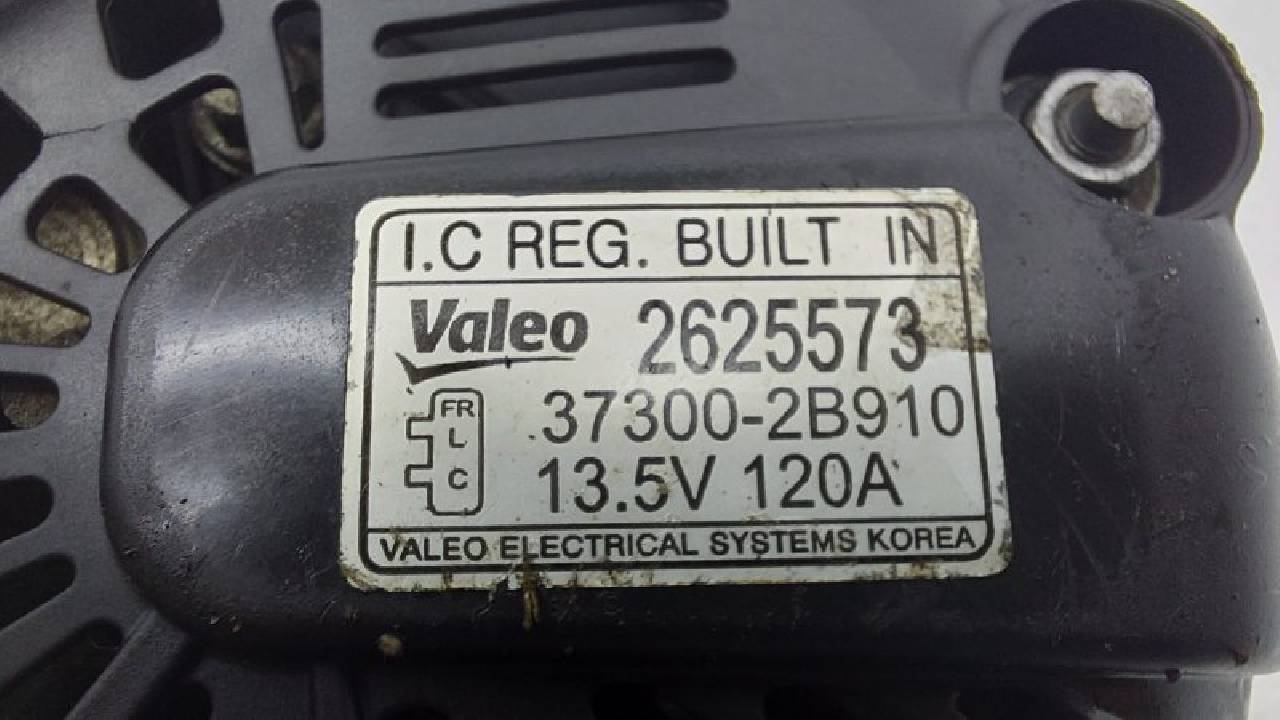 I.C REG. BUILT IN
Valeo 2625573
FR 37300-2B910
L
C 13.5V 120A
VALEO ELECTRICAL SYSTEMS KOREA